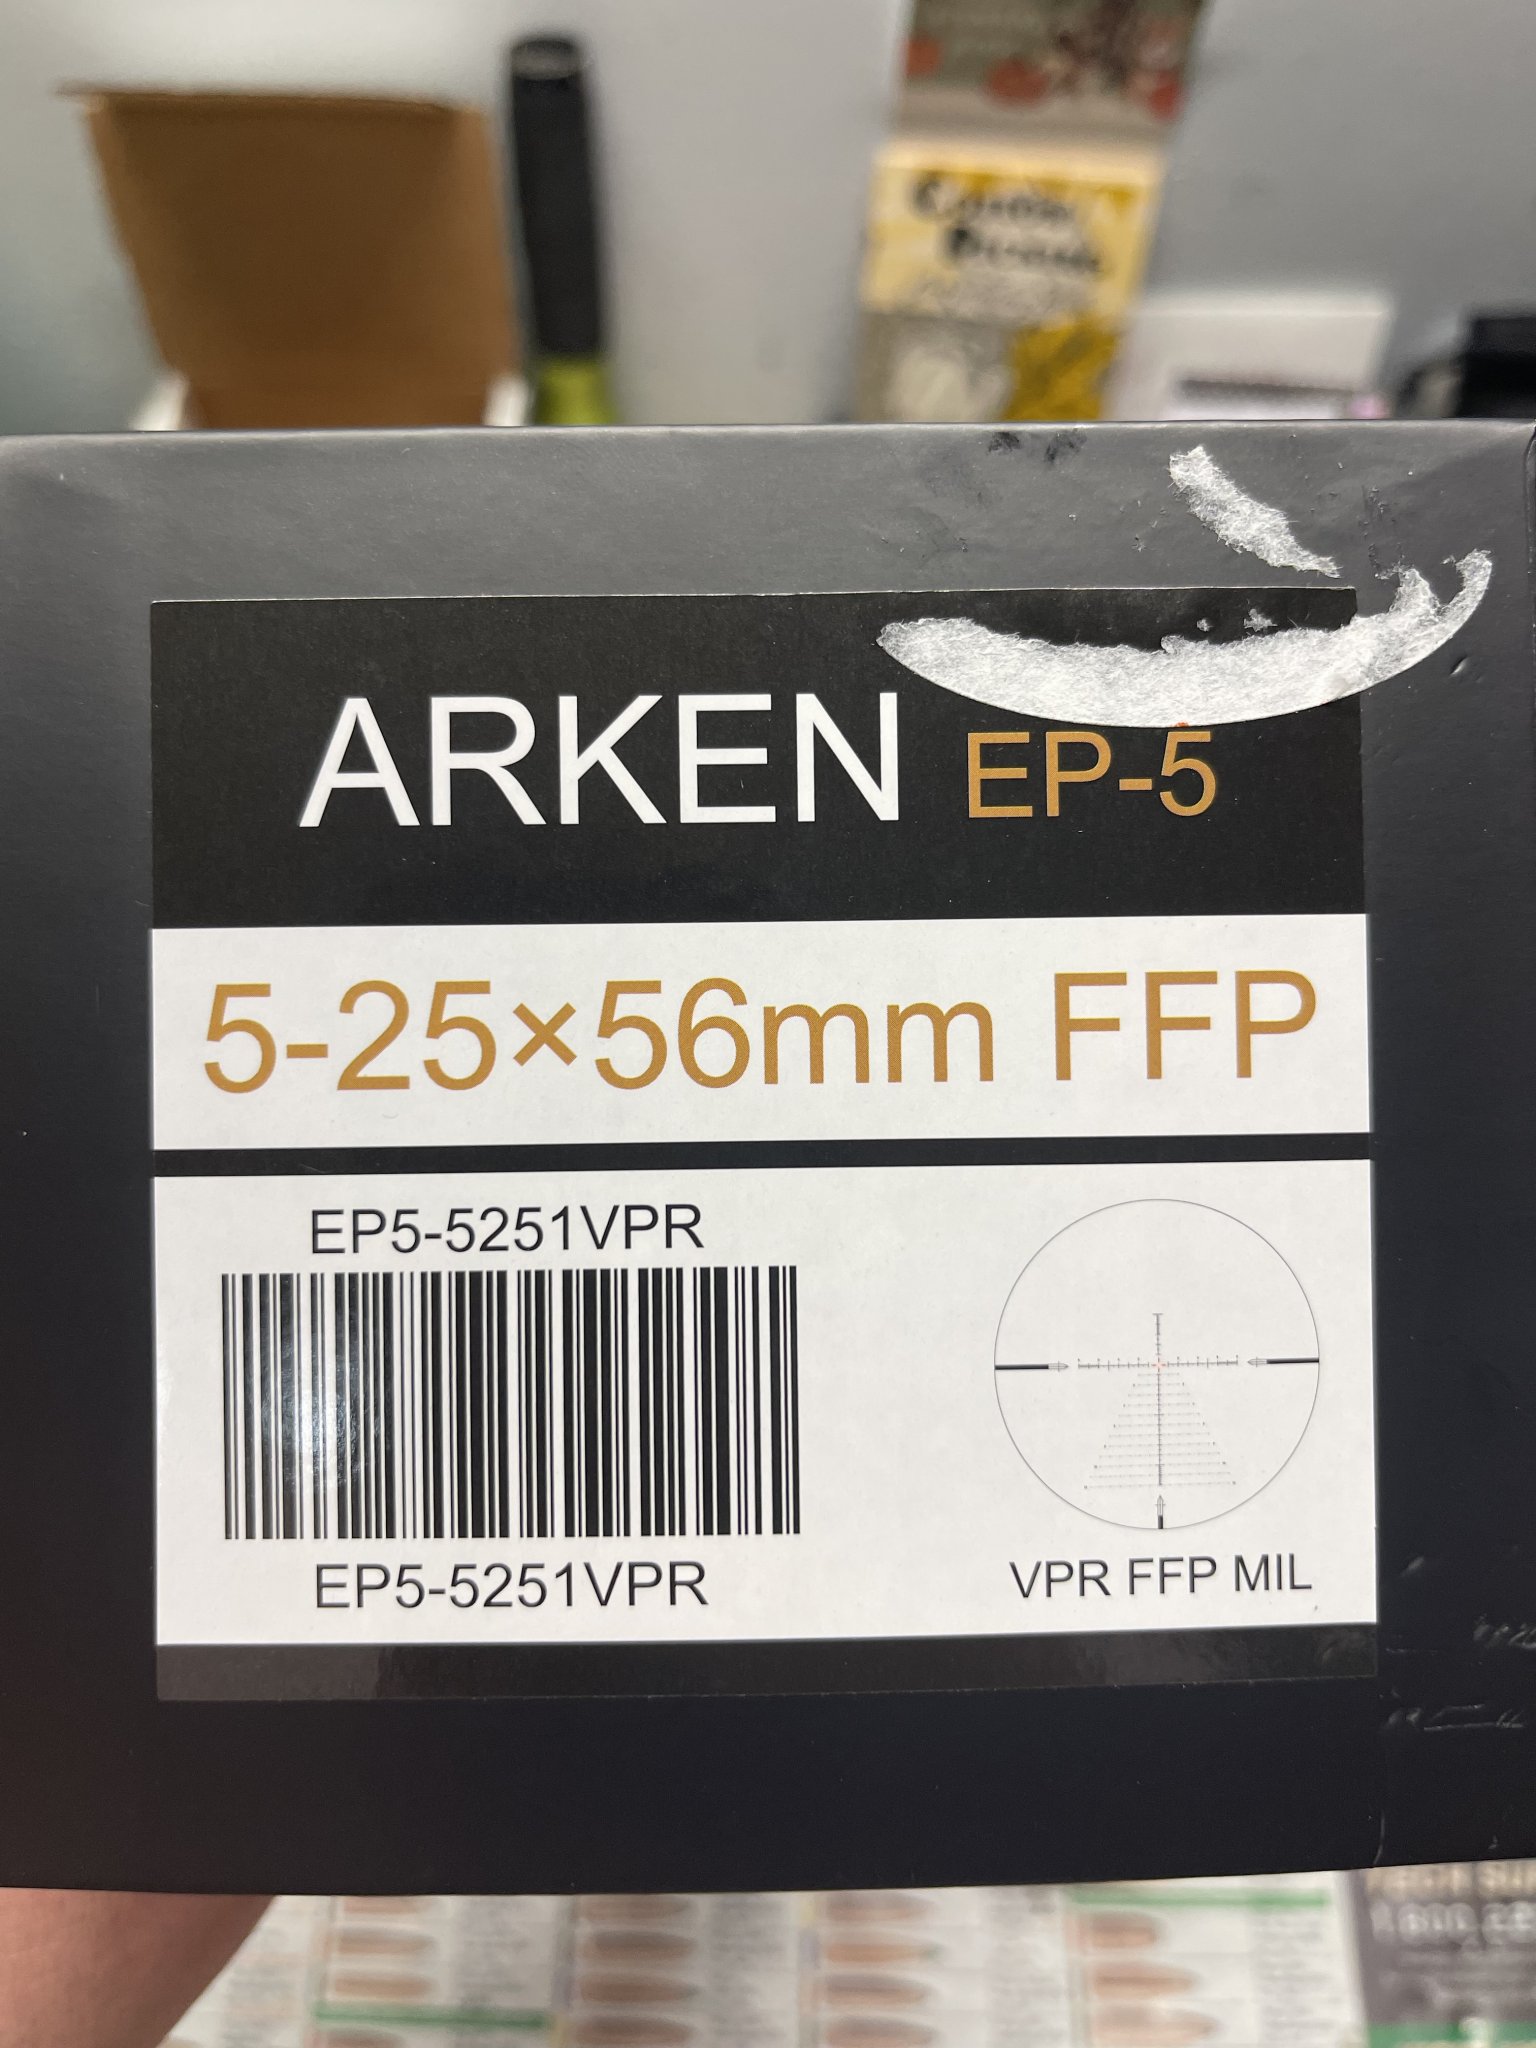 ARKEN EP-5
5-25×56mm FFP
EP5-5251VPR
EP5-5251VPR
VPR FFP MIL